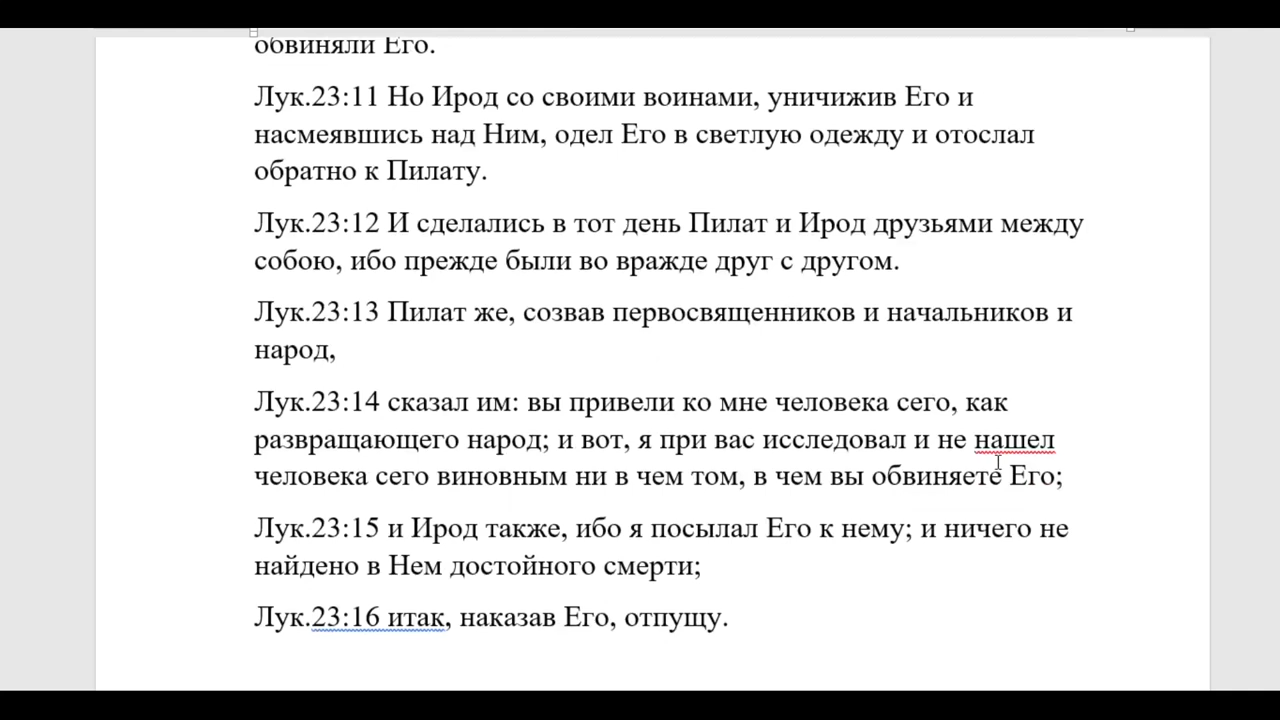 обвиняли Его.
Лук.23:11 Но Ирод со своими воинами, уничижив Его и
насмеявшись над Ним, одел Его в светлую одежду и отослал
обратно к Пилату.
Лук.23:12 И сделались в тот день Пилат и Ирод друзьями между
собою, ибо прежде были во вражде друг с другом.
Лук.23:13 Пилат же, созвав первосвященников и начальников и
народ,
Лук.23:14 сказал им: вы привели ко мне человека сего, как
развращающего народ; и вот, я при вас исследовал и не нашел
человека сего виновным ни в чем том, в чем вы обвиняете Его;
Лук.23:15 и Ирод также, ибо я посылал Его к нему; и ничего не
найдено в Нем достойного смерти;
Лук.23:16 итак, наказав Его, отпущу.